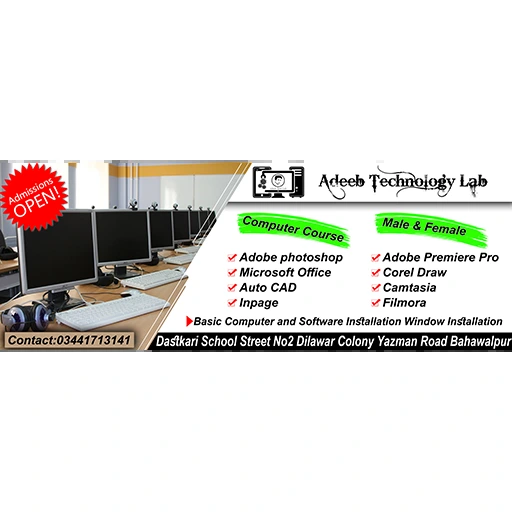 Admissions
OPEN!
Adeeb Technology Lab
Computer Course
Male & Female
Adobe photoshop
Microsoft Office
Auto CAD
Inpage
Adobe Premiere Pro
Corel Draw
Camtasia
Filmora
Basic Computer and Software Installation Window Installation
Contact:03441713141
Dastkari School Street No2 Dilawar Colony Yazman Road Bahawalpur